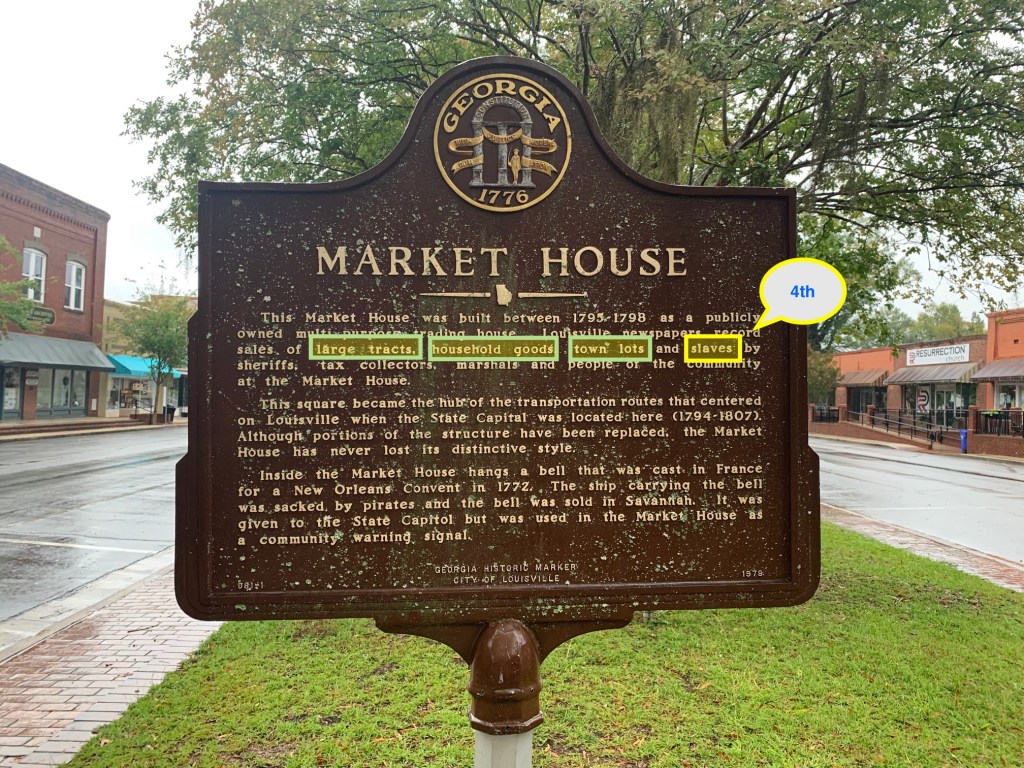 GEORGIA
CONSTITUTION
1776
MARKET HOUSE
This Market House was built between 1795-1798 as a publicly
owned multi-purpose trading house. Louisville newspapers record
sales of large tracts, household goods, town lots and slaves by
sheriffs, tax collectors, marshals and people of the community
at the Market House.
4th
This square became the hub of the transportation routes that centered
on Louisville when the State Capital was located here (1794-1807).
Although portions of the structure have been replaced, the Market
House has never lost its distinctive style.
Inside the Market House hangs a bell that was cast in France
for a New Orleans Convent in 1772. The ship carrying the bell
was sacked by pirates and the bell was sold in Savannah. It was
given to the State Capitol but was used in the Market House as
a community warning signal.
GEORGIA HISTORIC MARKER
CITY OF LOUISVILLE
1979
RESURRECTION
church